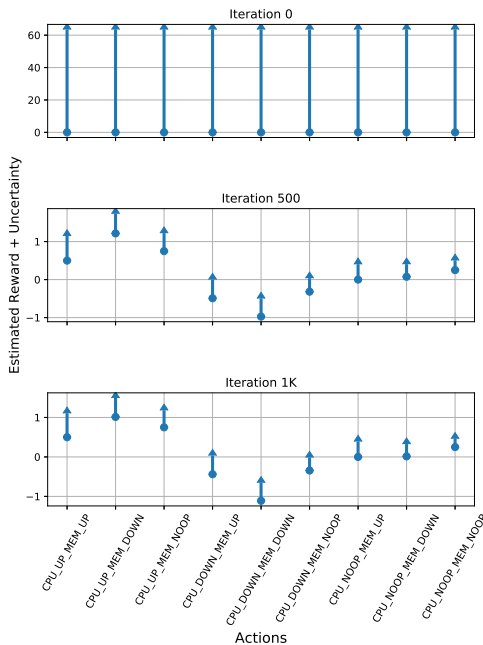 Iteration 0
60
40
20
0
Iteration 500
1
0
−1
Iteration 1K
1
0
−1
Estimated Reward + Uncertainty
CPU_UP_MEM_UP
CPU_UP_MEM_DOWN
CPU_UP_MEM_NOOP
CPU_DOWN_MEM_UP
CPU_DOWN_MEM_DOWN
CPU_DOWN_MEM_NOOP
CPU_NOOP_MEM_UP
CPU_NOOP_MEM_DOWN
CPU_NOOP_MEM_NOOP
Actions